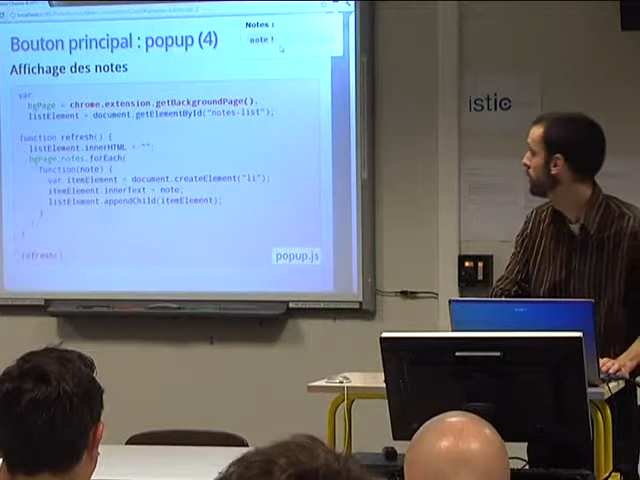 Notes :
note !
Bouton principal : popup (4)
Affichage des notes
var
bgPage = chrome.extension.getBackgroundPage(),
listElement = document.getElementById("notes-list");
function refresh() {
listElement.innerHTML = "";
bgPage.notes.forEach(
function(note) {
var itemElement = document.createElement("li");
itemElement.innerText = note;
listElement.appendChild(itemElement);
}
);
}
refresh()
popup.js
istic